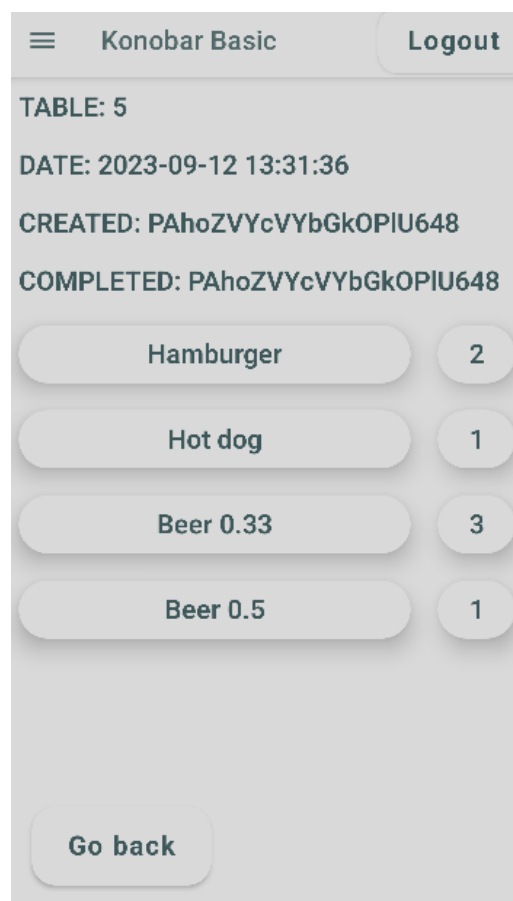 Konobar Basic Logout
TABLE: 5
DATE: 2023-09-12 13:31:36
CREATED: PAhoZVYcVYbGkOPlU648
COMPLETED: PAhoZVYcVYbGkOPlU648
Hamburger 2
Hot dog 1
Beer 0.33 3
Beer 0.5 1
Go back